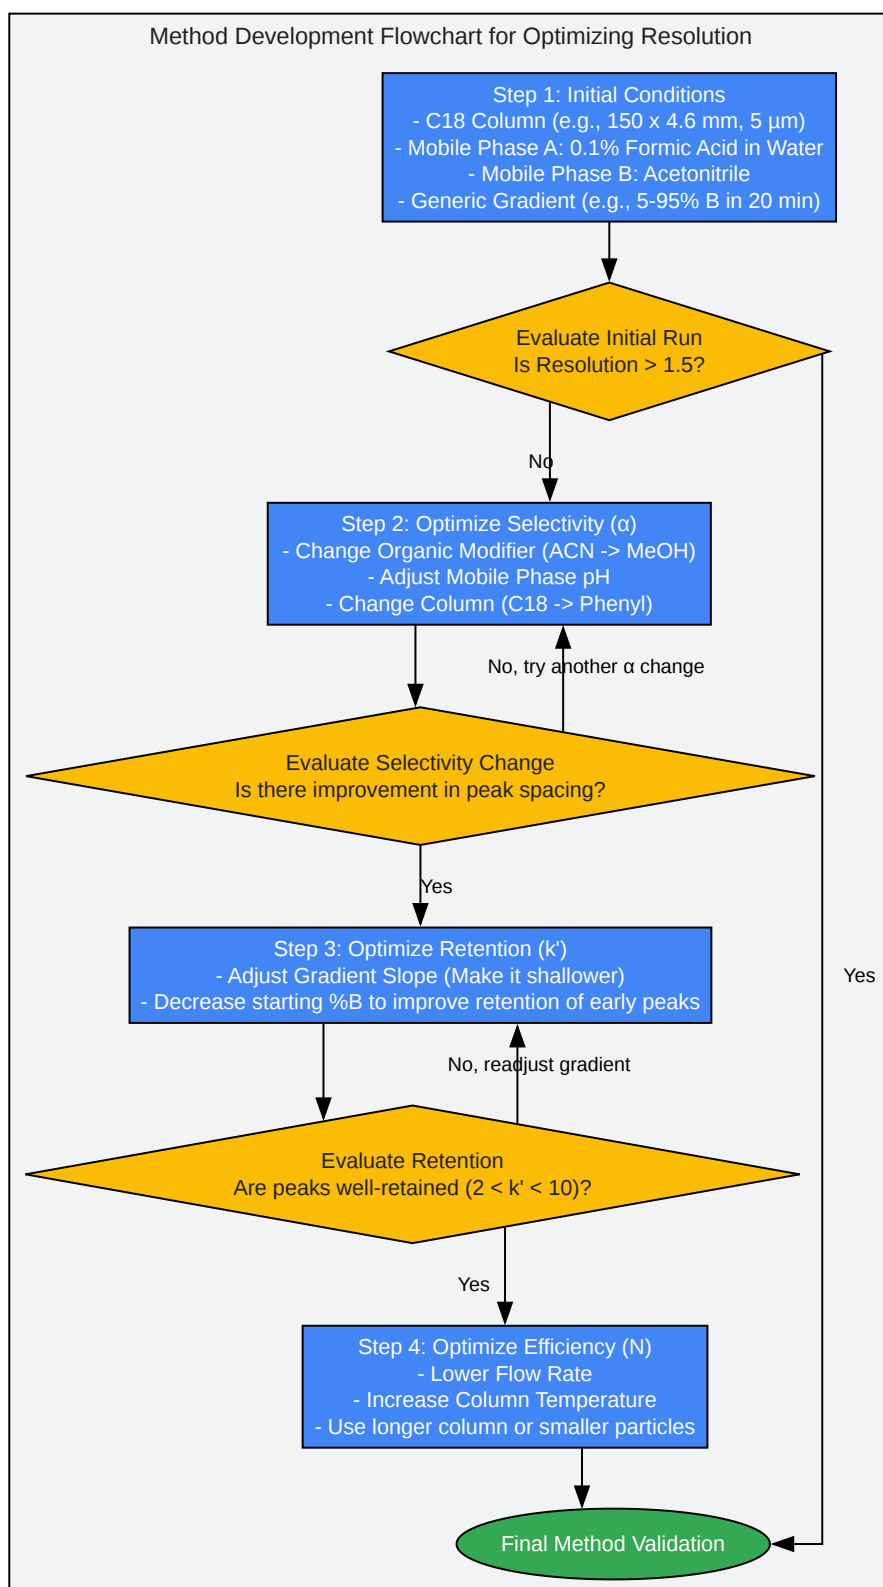 Method Development Flowchart for Optimizing Resolution
Step 1: Initial Conditions
- C18 Column (e.g., 150 x 4.6 mm, 5 µm)
- Mobile Phase A: 0.1% Formic Acid in Water
- Mobile Phase B: Acetonitrile
- Generic Gradient (e.g., 5-95% B in 20 min)
Evaluate Initial Run
Is Resolution > 1.5?
No
Step 2: Optimize Selectivity (α)
- Change Organic Modifier (ACN -> MeOH)
- Adjust Mobile Phase pH
- Change Column (C18 -> Phenyl)
No, try another α change
Evaluate Selectivity Change
Is there improvement in peak spacing?
Yes
Step 3: Optimize Retention (k')
- Adjust Gradient Slope (Make it shallower)
- Decrease starting %B to improve retention of early peaks
Yes
No, readjust gradient
Evaluate Retention
Are peaks well-retained (2 < k' < 10)?
Yes
Step 4: Optimize Efficiency (N)
- Lower Flow Rate
- Increase Column Temperature
- Use longer column or smaller particles
Final Method Validation